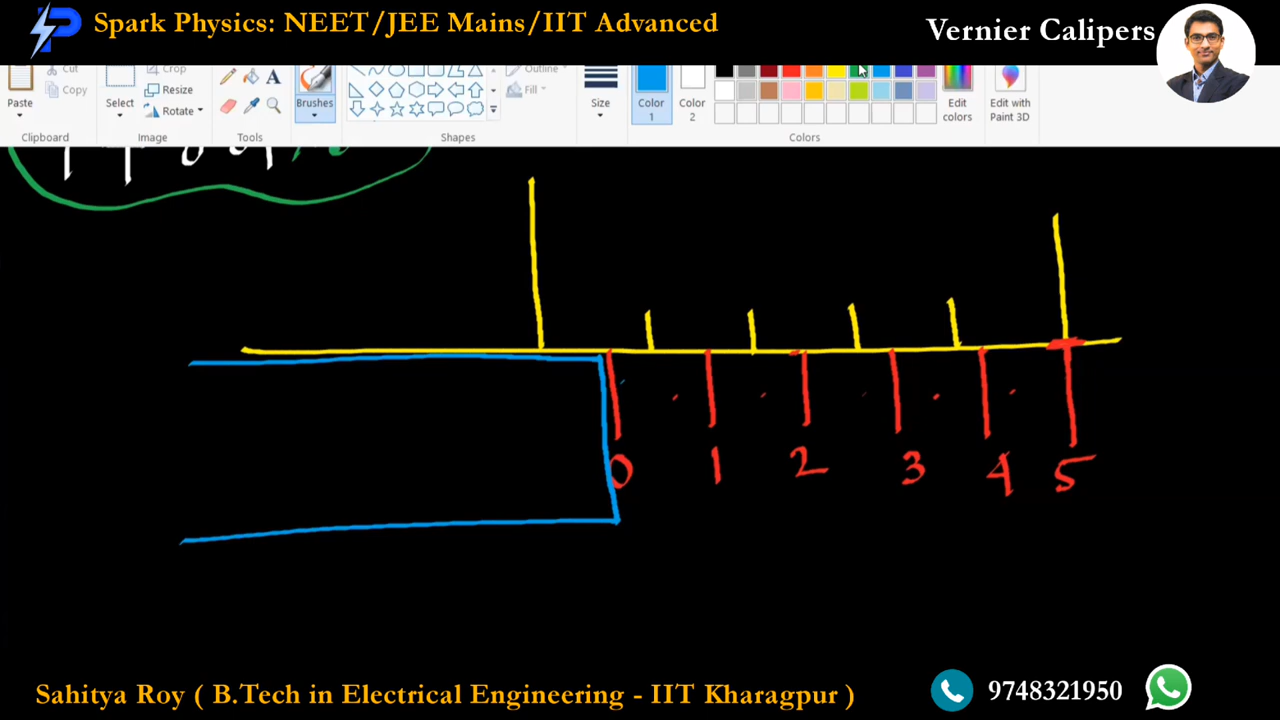 Spark Physics: NEET/JEE Mains/IIT Advanced
Vernier Calipers
Paste
Cut
Copy
Select
Crop
Resize
Rotate
A
Brushes
Outline
Fill
Size
Color 1
Color 2
Edit colors
Edit with Paint 3D
Clipboard
Image
Tools
Shapes
Colors
0 1 2 3 4 5
Sahitya Roy ( B.Tech in Electrical Engineering - IIT Kharagpur )
9748321950